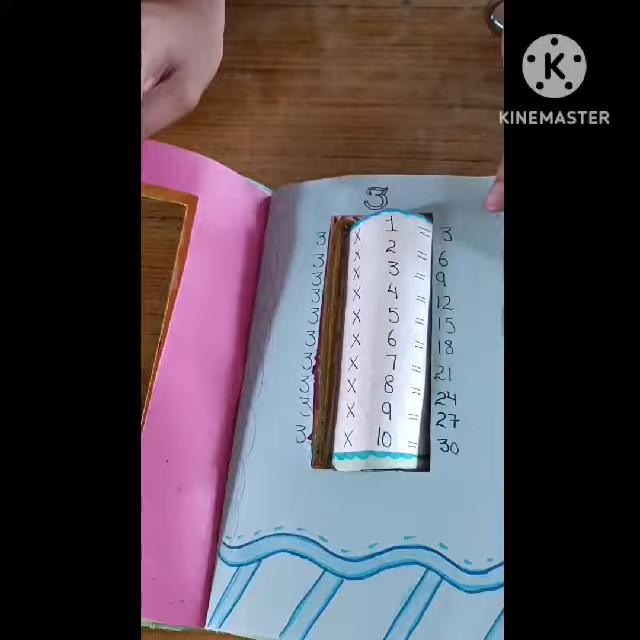 K
KINEMASTER
3
3 x 1 = 3
3 x 2 = 6
3 x 3 = 9
3 x 4 = 12
3 x 5 = 15
3 x 6 = 18
3 x 7 = 21
3 x 8 = 24
3 x 9 = 27
3 x 10 = 30